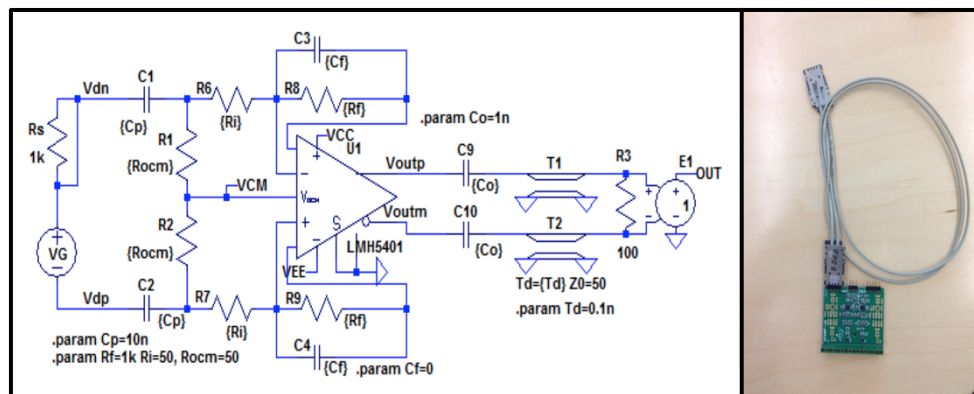 C3
{Cf}
Vdn
C1
R6
R8
{Cp}
{Ri}
{Rf}
.param Co=1n
Rs
1k
R1
{Rocm}
VCC
U1
Voutp
C9
{Co}
T1
R3
E1
OUT
VCM
Voutm
C10
{Co}
T2
1
R2
{Rocm}
S
VG
VEE
LMH5401
100
Td={Td} Z0=50
.param Td=0.1n
Vdp
C2
{Cp}
R7
{Ri}
R9
{Rf}
C4
{Cf}
.param Cp=10n
.param Rf=1k Ri=50, Rocm=50
.param Cf=0